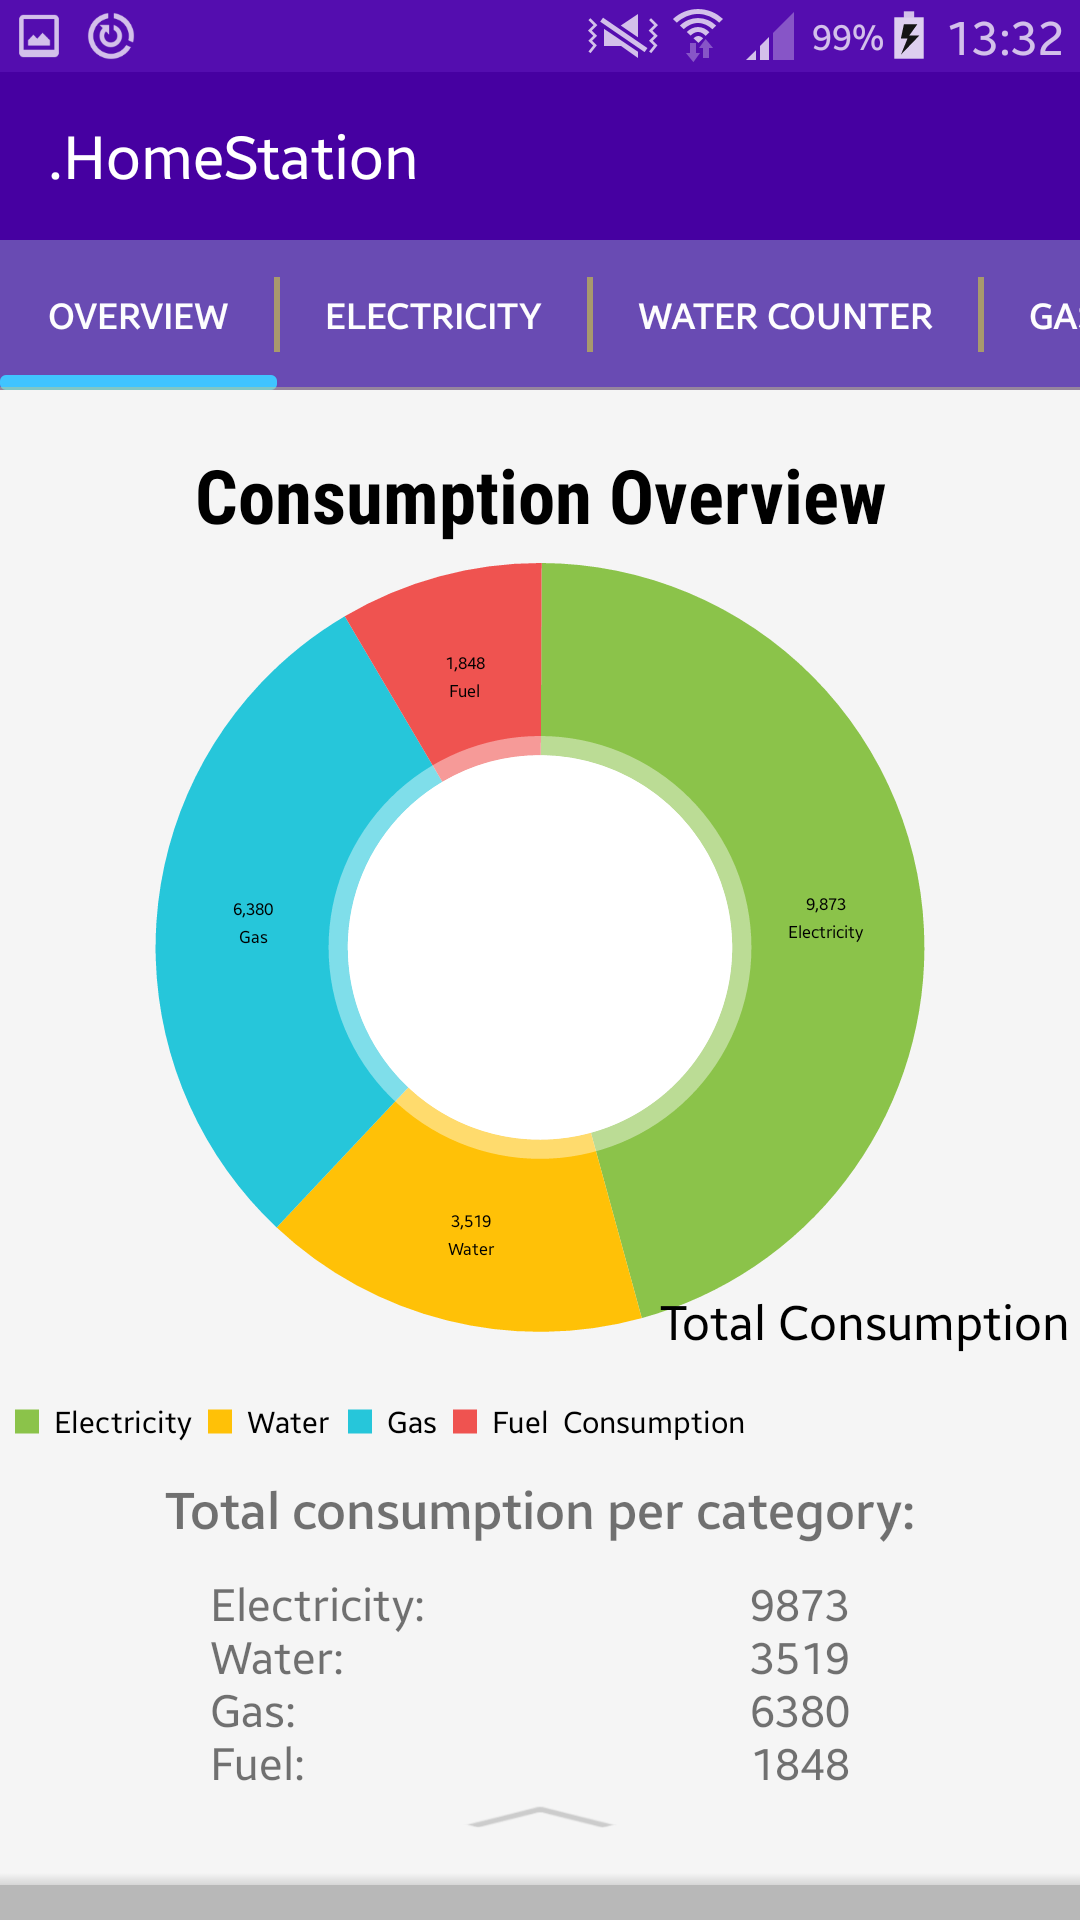 99% 13:32
.HomeStation
OVERVIEW ELECTRICITY WATER COUNTER GAS
Consumption Overview
1,848
Fuel
9,873
Electricity
6,380
Gas
3,519
Water
Total Consumption
Electricity Water Gas Fuel Consumption
Total consumption per category:
Electricity: 9873
Water: 3519
Gas: 6380
Fuel: 1848